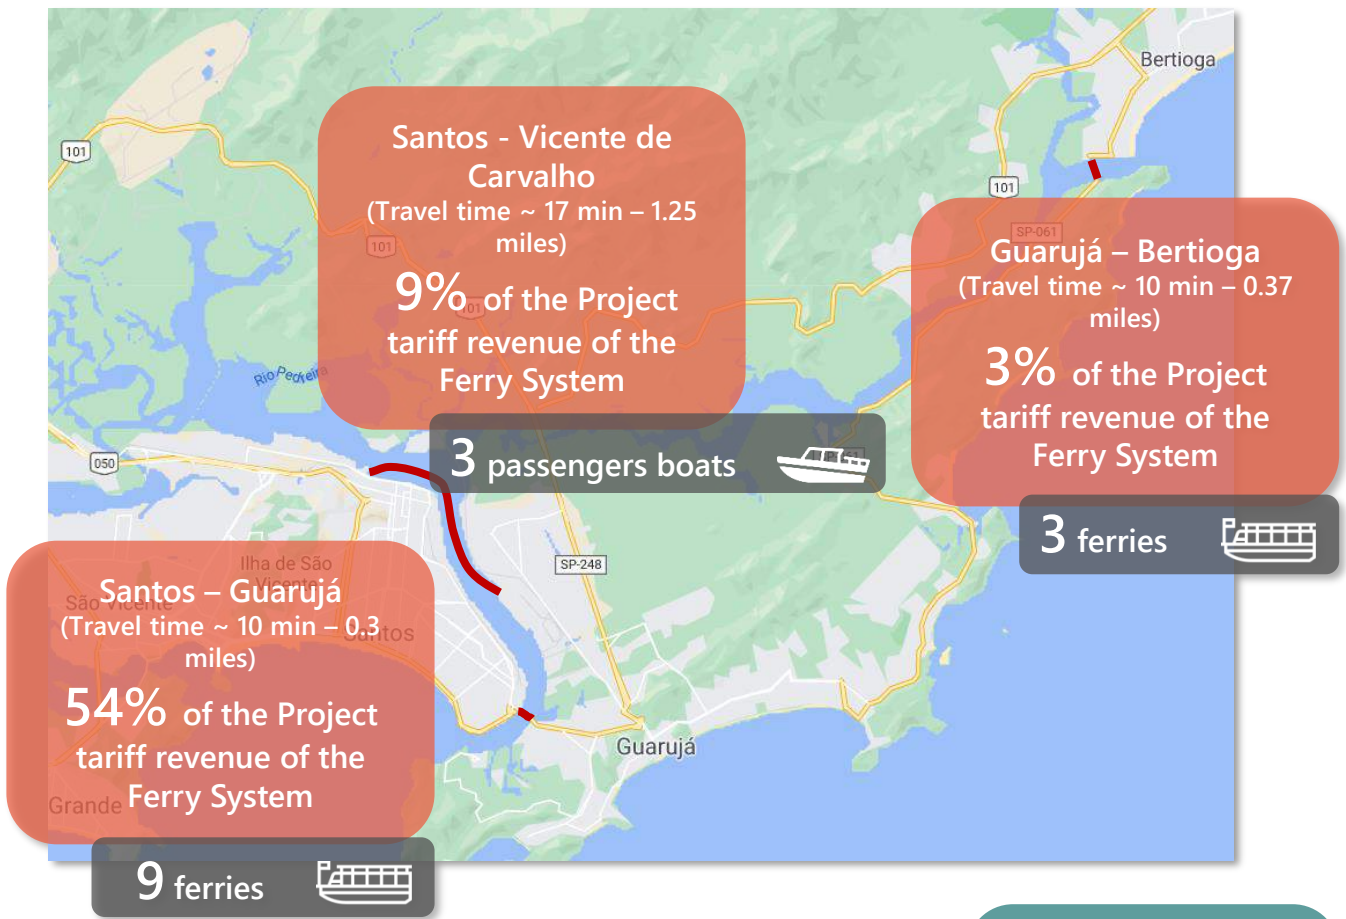 Bertioga
101
Santos - Vicente de
Carvalho
(Travel time ~ 17 min – 1.25
miles)
101
9% of the Project
101
tariff revenue of the
Ferry System
3 passengers boats
101
SP-061
Guarujá – Bertioga
(Travel time ~ 10 min – 0.37
miles)
3% of the Project
tariff revenue of the
Ferry System
3 ferries
Rio Pedreira
050
SP-248
Ilha de São
Vicente
São Vicente
Santos
Santos – Guarujá
(Travel time ~ 10 min – 0.3
miles)
54% of the Project
tariff revenue of the
Ferry System
Grande
9 ferries
Guarujá